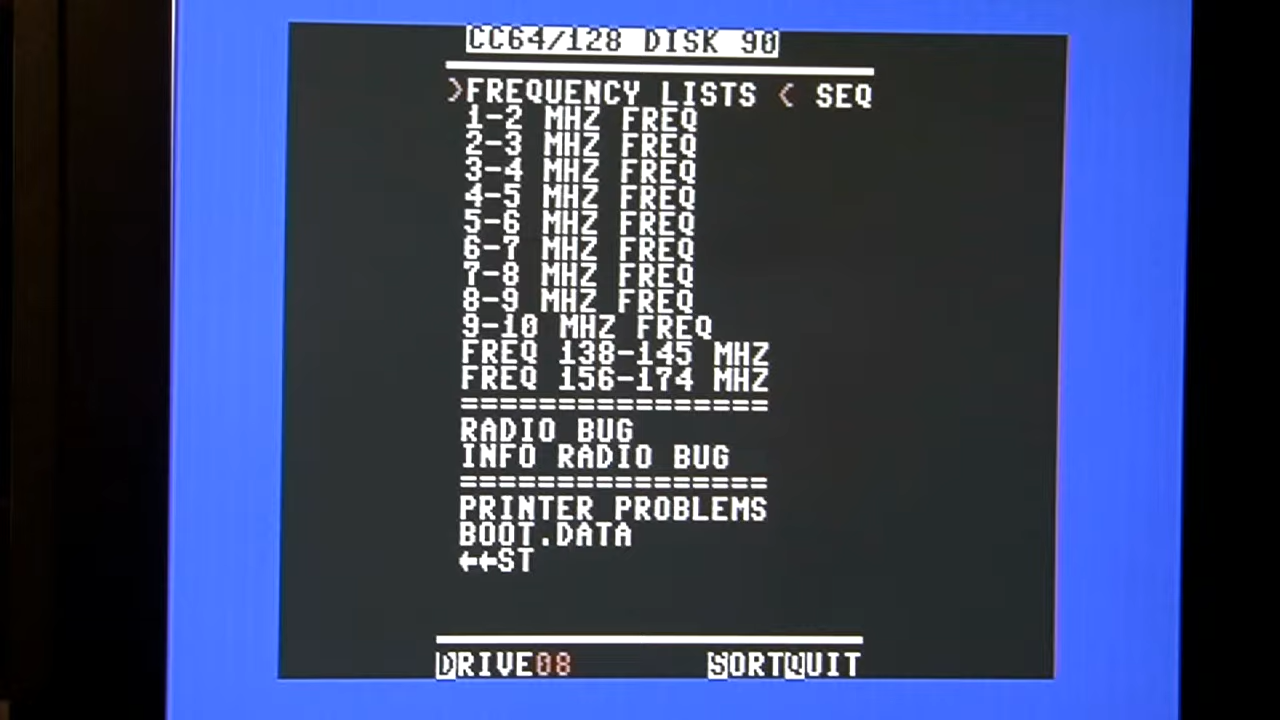 CC64/128 DISK 90
>FREQUENCY LISTS < SEQ
1-2 MHZ FREQ
2-3 MHZ FREQ
3-4 MHZ FREQ
4-5 MHZ FREQ
5-6 MHZ FREQ
6-7 MHZ FREQ
7-8 MHZ FREQ
8-9 MHZ FREQ
9-10 MHZ FREQ
FREQ 138-145 MHZ
FREQ 156-174 MHZ
================
RADIO BUG
INFO RADIO BUG
================
PRINTER PROBLEMS
BOOT.DATA
←←ST
DRIVE08 SORTQUIT